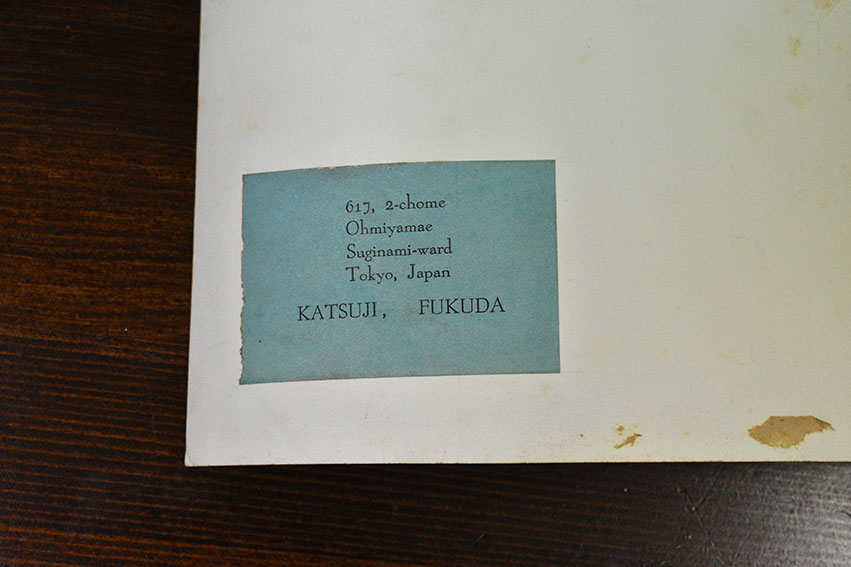 617, 2-chome
Ohmiyamae
Suginami-ward
Tokyo, Japan
KATSUJI, FUKUDA